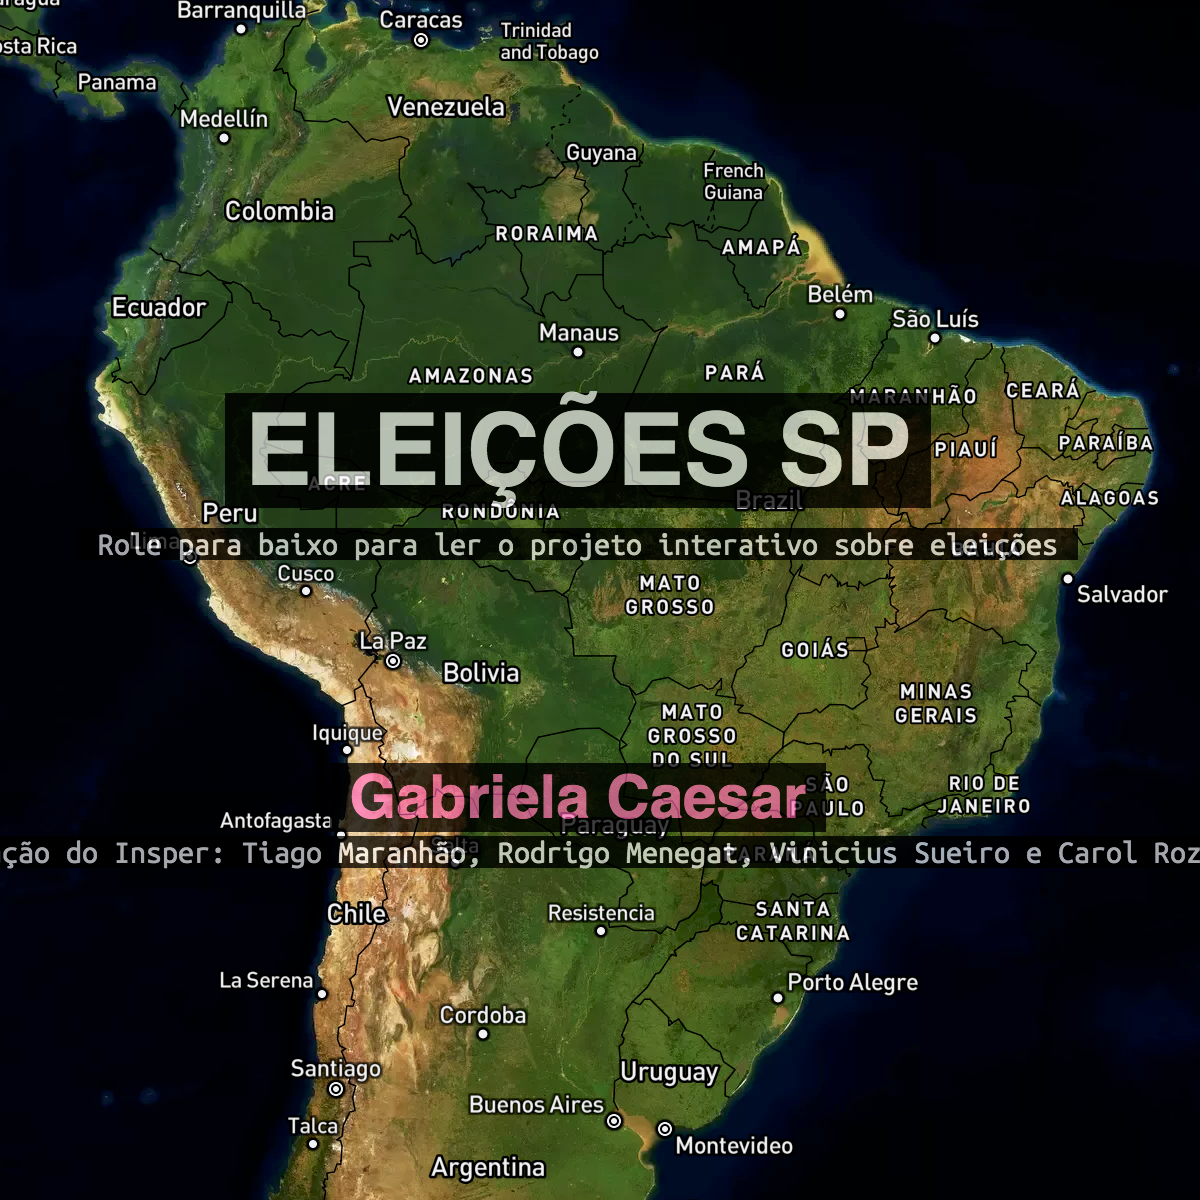 Barranquilla
Caracas
Trinidad
and Tobago
osta Rica
Panama
Venezuela
Medellín
Guyana
French
Guiana
Colombia
RORAIMA
AMAPÁ
Belém
Ecuador
São Luís
Manaus
AMAZONAS
PARÁ
MARANHÃO
CEARÁ
ELEIÇÕES SP
PIAUÍ
PARAÍBA
ACRE
Brazil
ALAGOAS
Peru
RONDÔNIA
Role para baixo para ler o projeto interativo sobre eleições
Lima
Cusco
MATO
GROSSO
Salvador
La Paz
GOIÁS
Bolivia
MINAS
GERAIS
MATO
GROSSO
DO SUL
Iquique
Gabriela Caesar
SÃO
PAULO
RIO DE
JANEIRO
Antofagasta
Paraguay
Salta
PARANÁ
ação do Insper: Tiago Maranhão, Rodrigo Menegat, Vinicius Sueiro e Carol Roz
Chile
Resistencia
SANTA
CATARINA
La Serena
Porto Alegre
Cordoba
Santiago
Uruguay
Buenos Aires
Talca
Montevideo
Argentina